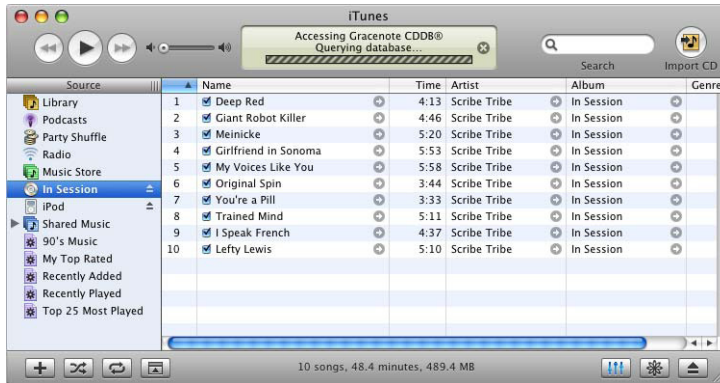 iTunes
Accessing Gracenote CDDB®
Querying database...
Search
Import CD
Source
Name Time Artist Album Genre
Library
Podcasts
Party Shuffle
Radio
Music Store
In Session
iPod
Shared Music
90's Music
My Top Rated
Recently Added
Recently Played
Top 25 Most Played
1 Deep Red 4:13 Scribe Tribe In Session
2 Giant Robot Killer 4:46 Scribe Tribe In Session
3 Meinicke 5:20 Scribe Tribe In Session
4 Girlfriend in Sonoma 5:53 Scribe Tribe In Session
5 My Voices Like You 5:58 Scribe Tribe In Session
6 Original Spin 3:44 Scribe Tribe In Session
7 You're a Pill 3:33 Scribe Tribe In Session
8 Trained Mind 5:11 Scribe Tribe In Session
9 I Speak French 4:37 Scribe Tribe In Session
10 Lefty Lewis 5:10 Scribe Tribe In Session
10 songs, 48.4 minutes, 489.4 MB